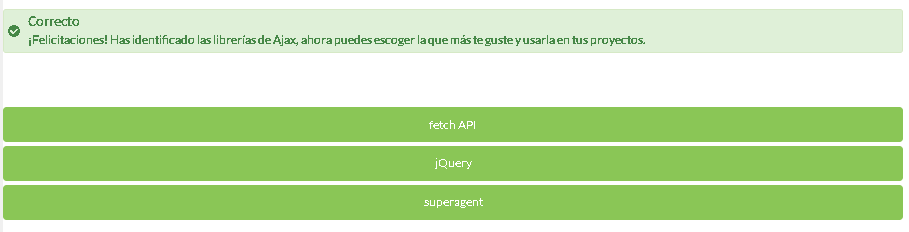 Correcto
¡Felicitaciones! Has identificado las librerías de Ajax, ahora puedes escoger la que más te guste y usarla en tus proyectos.
fetch API
jQuery
superagent